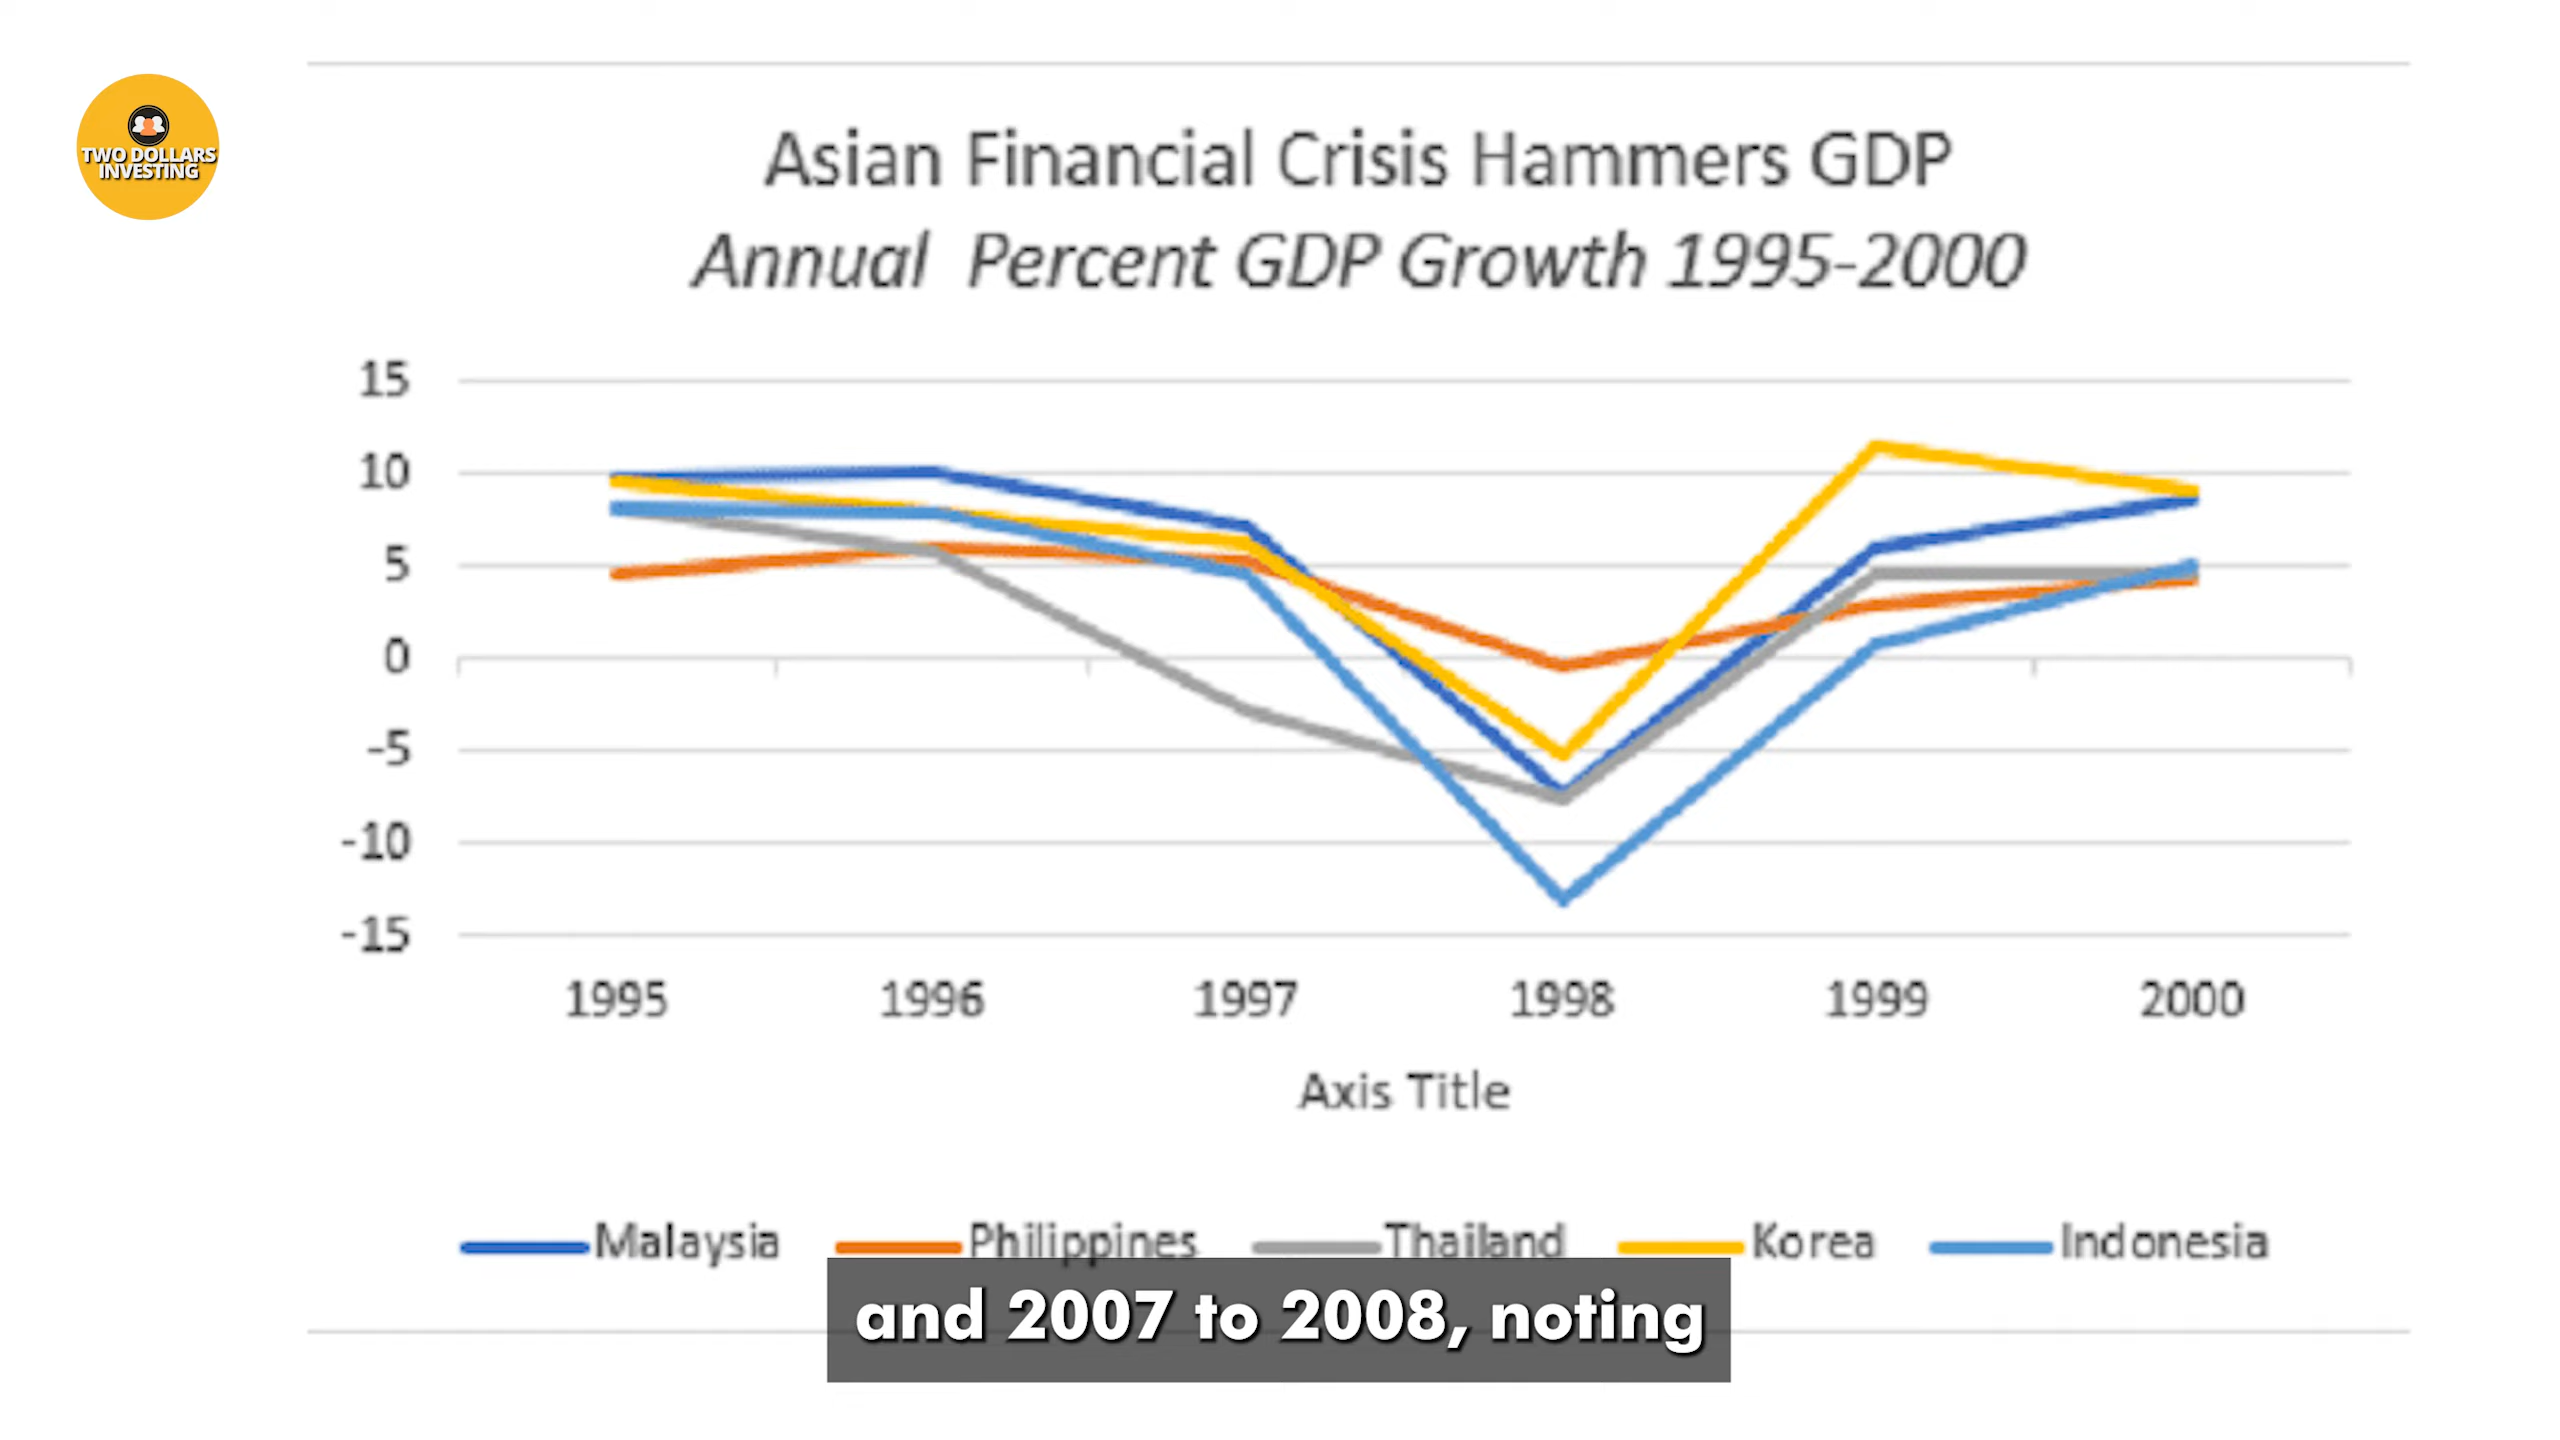 TWO DOLLARS
INVESTING
Asian Financial Crisis Hammers GDP
Annual Percent GDP Growth 1995-2000
15
10
5
0
-5
-10
-15
1995 1996 1997 1998 1999 2000
Axis Title
Malaysia Philippines Thailand Korea Indonesia
and 2007 to 2008, noting